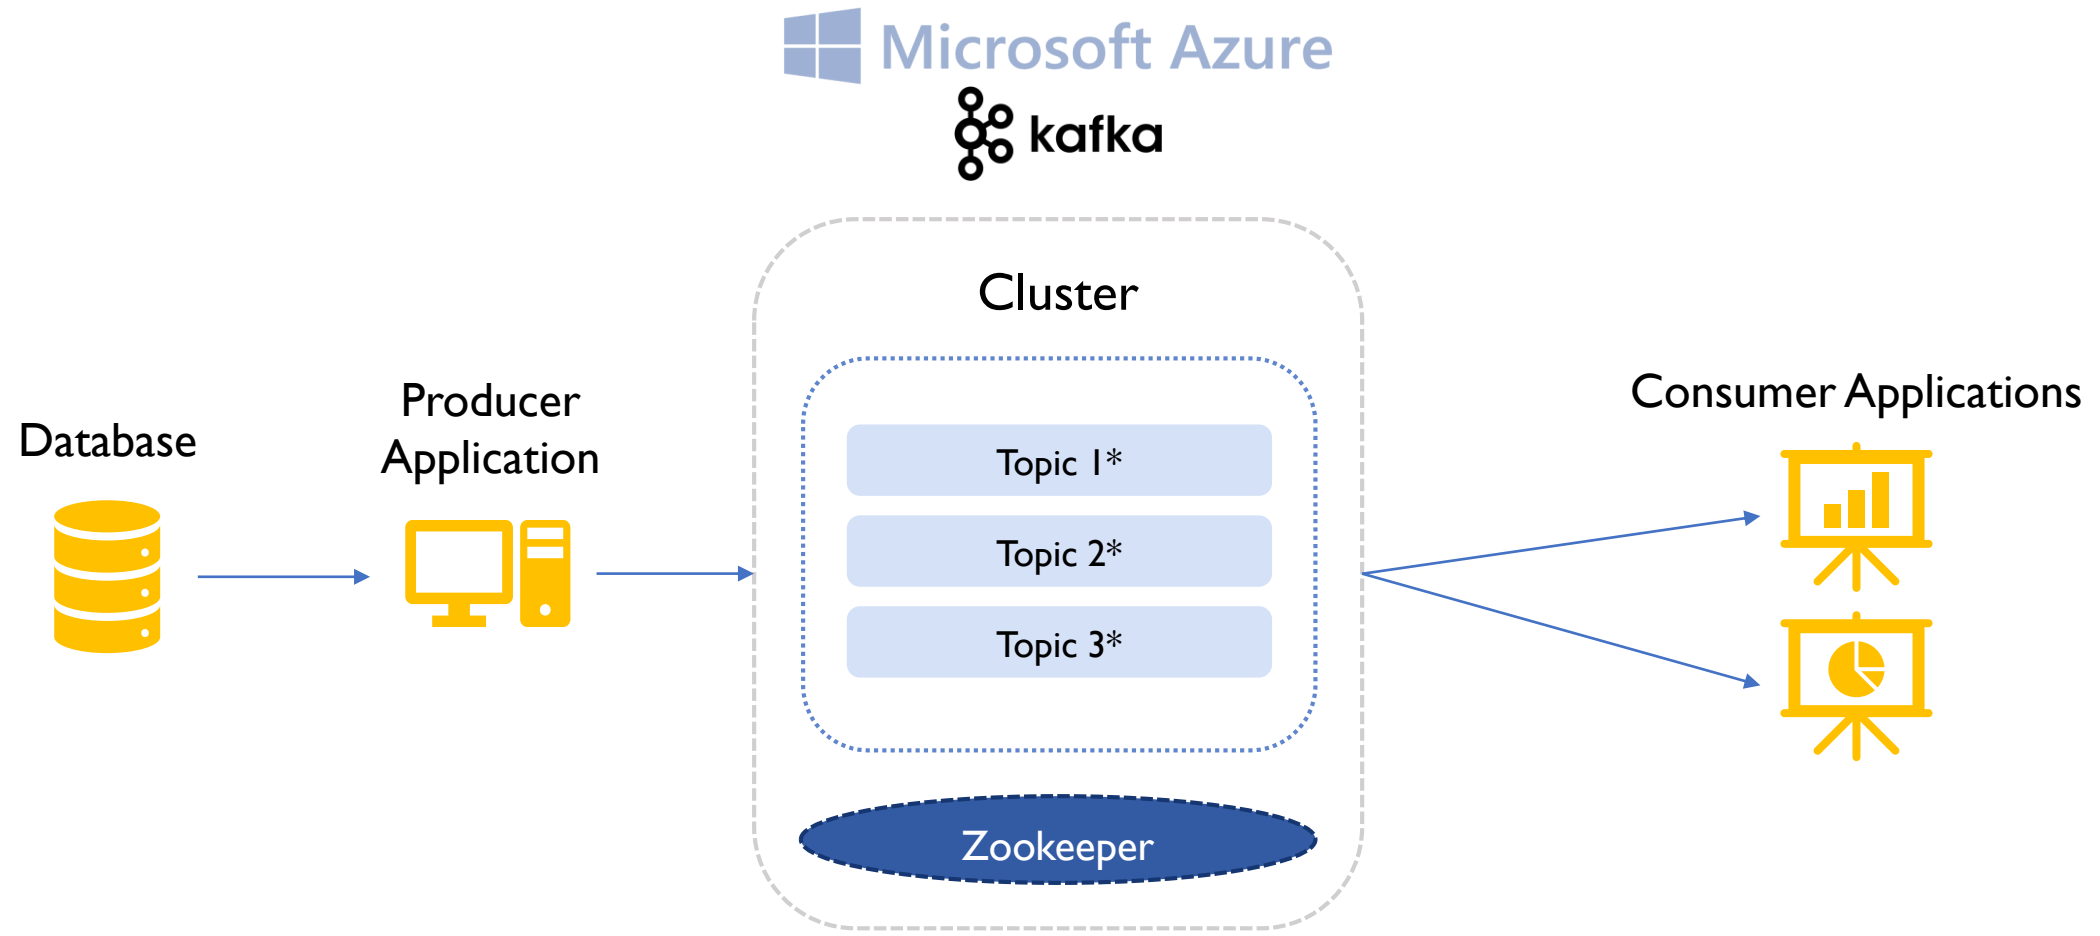 Microsoft Azure
kafka
Cluster
Database
Producer
Application
Topic 1*
Topic 2*
Topic 3*
Zookeeper
Consumer Applications